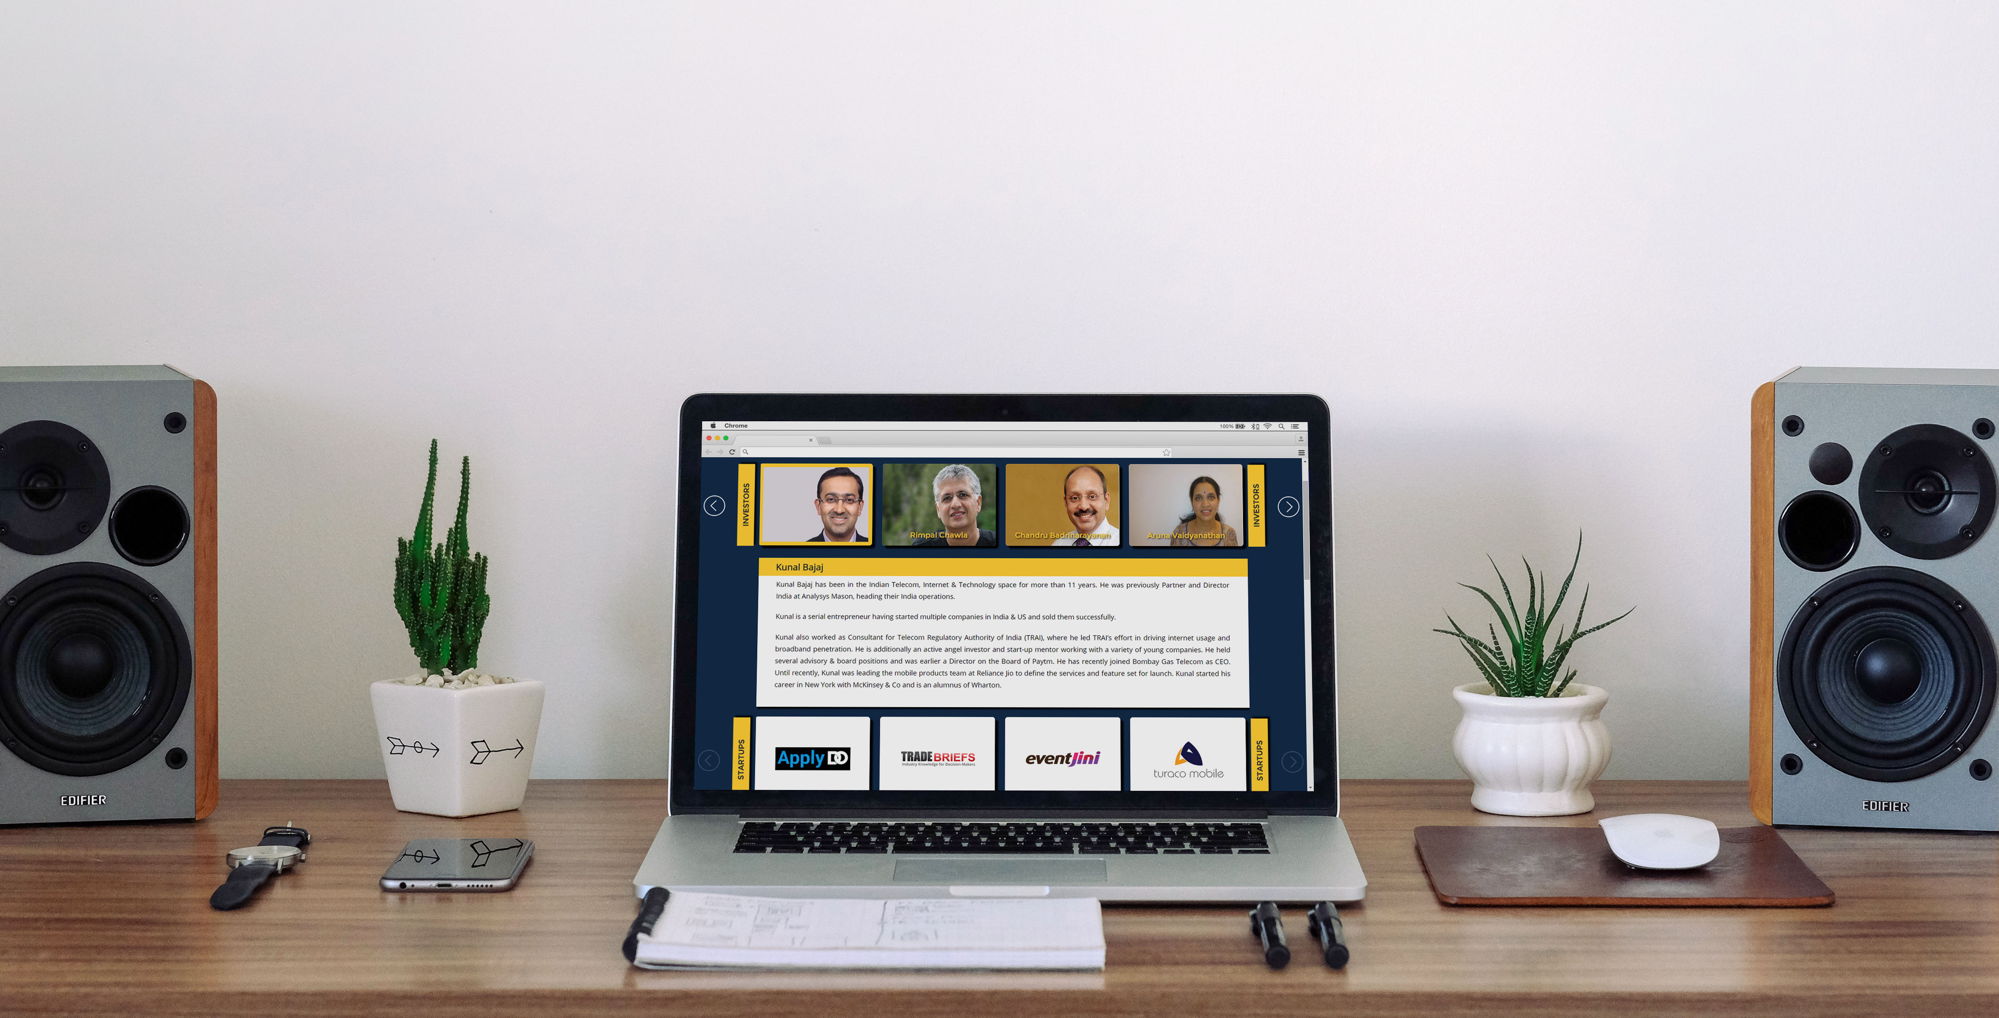 Chrome
100%
INVESTORS
Rimpal Chawla
Chandru Badrinarayanan
Aruna Vaidyanathan
INVESTORS
Kunal Bajaj
Kunal Bajaj has been in the Indian Telecom, Internet & Technology space for more than 11 years. He was previously Partner and Director
India at Analysys Mason, heading their India operations.
Kunal is a serial entrepreneur having started multiple companies in India & US and sold them successfully.
Kunal also worked as Consultant for Telecom Regulatory Authority of India (TRAI), where he led TRAI's effort in driving internet usage and
broadband penetration. He is additionally an active angel investor and start-up mentor working with a variety of young companies. He held
several advisory & board positions and was earlier a Director on the Board of Paytm. He has recently joined Bombay Gas Telecom as CEO.
Until recently, Kunal was leading the mobile products team at Reliance Jio to define the services and feature set for launch. Kunal started his
career in New York with McKinsey & Co and is an alumnus of Wharton.
STARTUPS
Apply DD
TRADE BRIEFS
Industry Knowledge for Decision-Makers
eventJini
turaco mobile
STARTUPS
EDIFIER
EDIFIER